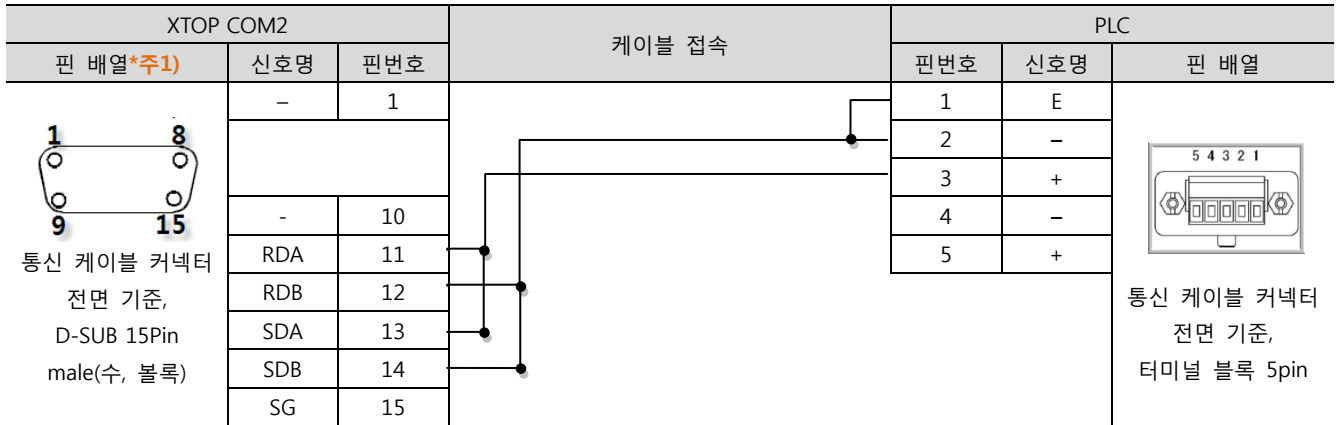 XTOP COM2 케이블 접속 PLC
핀 배열*주1) 신호명 핀번호 핀번호 신호명 핀 배열
– 1 1 E
2 –
3 +
- 10 4 –
RDA 11 5 +
RDB 12
SDA 13
SDB 14
SG 15
1 8
9 15
통신 케이블 커넥터
전면 기준,
D-SUB 15Pin
male(수, 볼록)
5 4 3 2 1
통신 케이블 커넥터
전면 기준,
터미널 블록 5pin